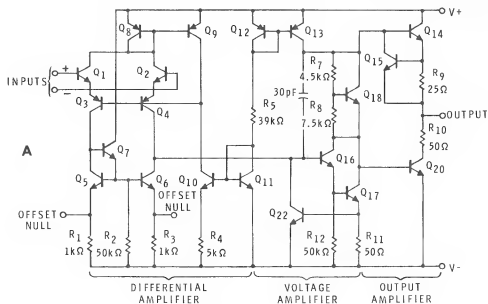 V+
Q8
Q9
Q12
Q13
Q14
INPUTS
+
−
Q1
Q2
R7
4.5kΩ
Q15
Q18
R9
25Ω
30pF
Q3
Q4
R5
39kΩ
R8
7.5kΩ
OUTPUT
R10
50Ω
A
Q7
Q16
Q5
Q6
Q10
Q11
Q17
Q20
OFFSET
NULL
OFFSET
NULL
Q22
R1
1kΩ
R2
50kΩ
R3
1kΩ
R4
5kΩ
R12
50kΩ
R11
50Ω
V-
DIFFERENTIAL
AMPLIFIER
VOLTAGE
AMPLIFIER
OUTPUT
AMPLIFIER